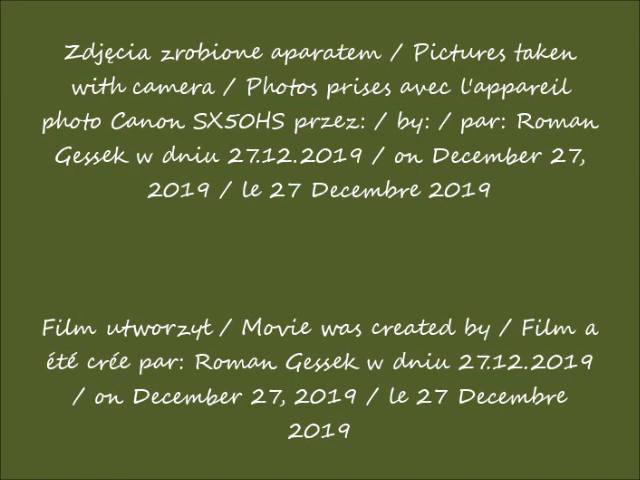 Zdjęcia zrobione aparatem / Pictures taken
with camera / Photos prises avec l'appareil
photo Canon SX50HS przez: / by: / par: Roman
Gessek w dniu 27.12.2019 / on December 27,
2019 / le 27 Decembre 2019
Film utworzył / Movie was created by / Film a
été crée par: Roman Gessek w dniu 27.12.2019
/ on December 27, 2019 / le 27 Decembre
2019